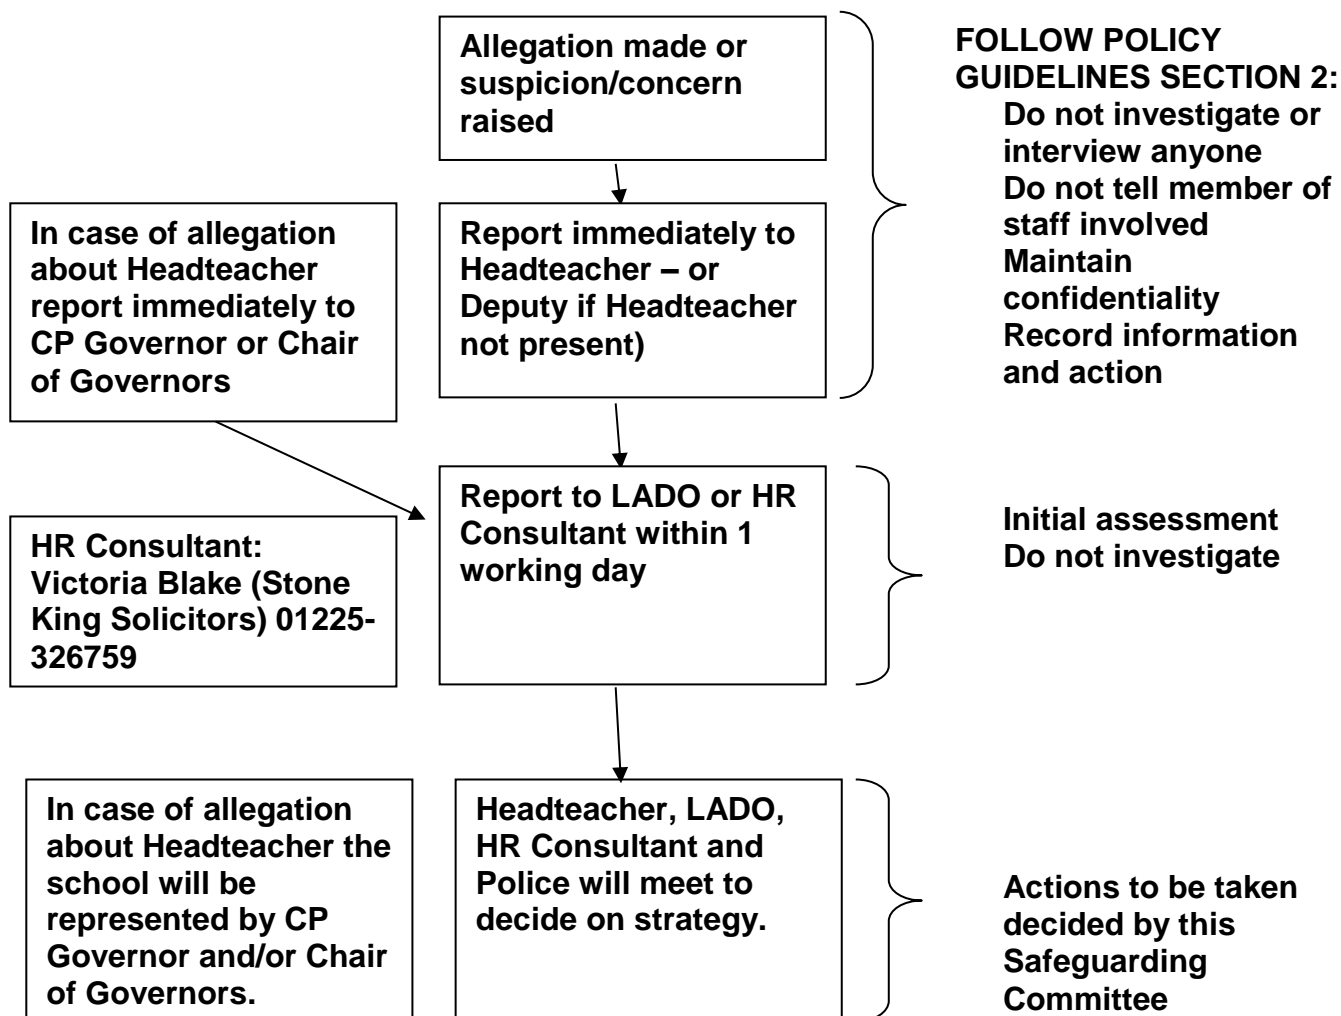 Allegation made or
suspicion/concern
raised
FOLLOW POLICY
GUIDELINES SECTION 2:
Do not investigate or
interview anyone
Do not tell member of
staff involved
Maintain
confidentiality
Record information
and action
In case of allegation
about Headteacher
report immediately to
CP Governor or Chair
of Governors
Report immediately to
Headteacher – or
Deputy if Headteacher
not present)
HR Consultant:
Victoria Blake (Stone
King Solicitors) 01225-
326759
Report to LADO or HR
Consultant within 1
working day
Initial assessment
Do not investigate
In case of allegation
about Headteacher the
school will be
represented by CP
Governor and/or Chair
of Governors.
Headteacher, LADO,
HR Consultant and
Police will meet to
decide on strategy.
Actions to be taken
decided by this
Safeguarding
Committee